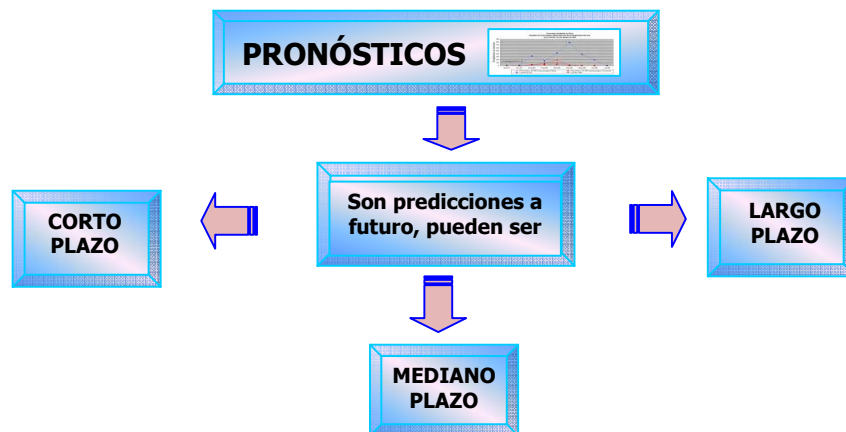 PRONÓSTICOS
Son predicciones a
futuro, pueden ser
CORTO
PLAZO
LARGO
PLAZO
MEDIANO
PLAZO